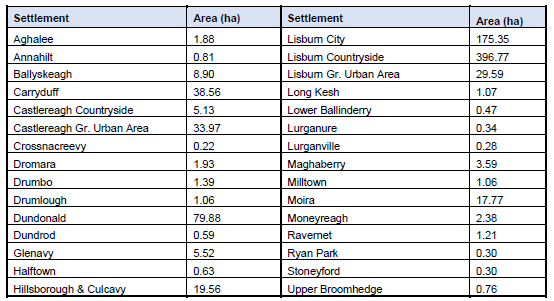 Settlement Area (ha) Settlement Area (ha)
Aghalee 1.88 Lisburn City 175.35
Annahilt 0.81 Lisburn Countryside 396.77
Ballyskeagh 8.90 Lisburn Gr. Urban Area 29.59
Carryduff 38.56 Long Kesh 1.07
Castlereagh Countryside 5.13 Lower Ballinderry 0.47
Castlereagh Gr. Urban Area 33.97 Lurganure 0.34
Crossnacreevy 0.22 Lurganville 0.28
Dromara 1.93 Maghaberry 3.59
Drumbo 1.39 Milltown 1.06
Drumlough 1.06 Moira 17.77
Dundonald 79.88 Moneyreagh 2.38
Dundrod 0.59 Ravernet 1.21
Glenavy 5.52 Ryan Park 0.30
Halftown 0.63 Stoneyford 0.30
Hillsborough & Culcavy 19.56 Upper Broomhedge 0.76